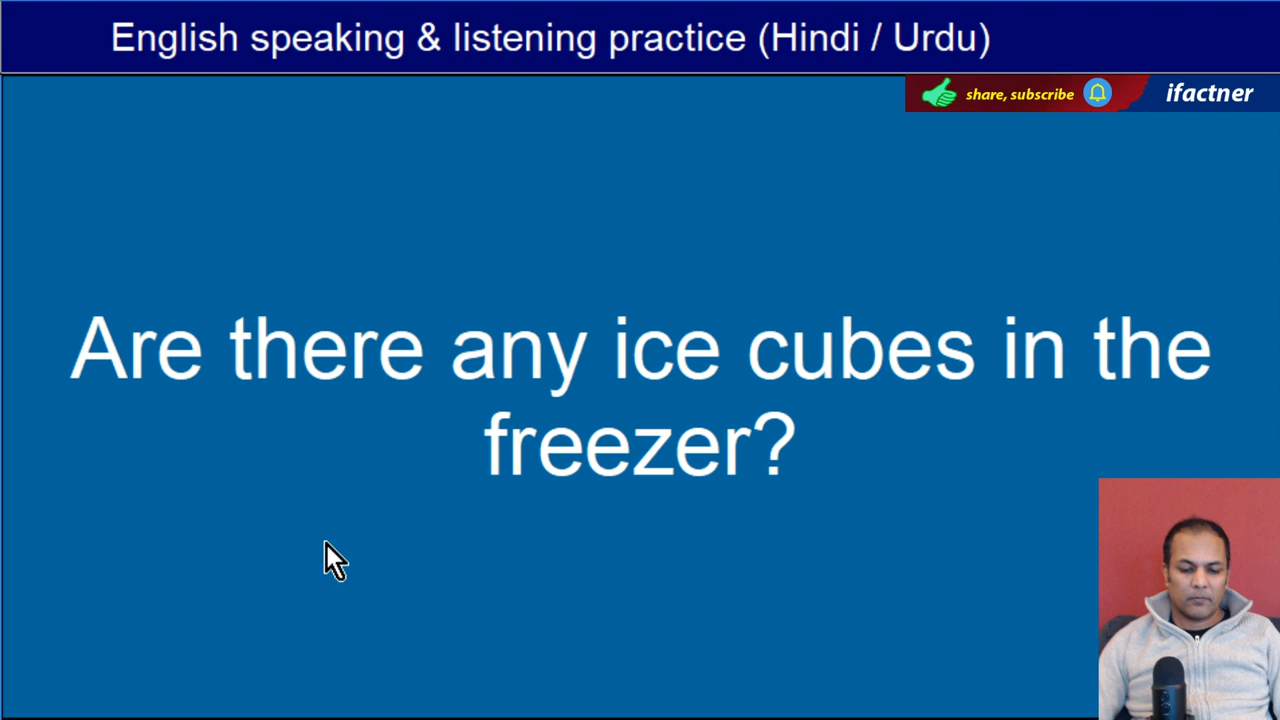 English speaking & listening practice (Hindi / Urdu)
share, subscribe
ifactner
Are there any ice cubes in the
freezer?